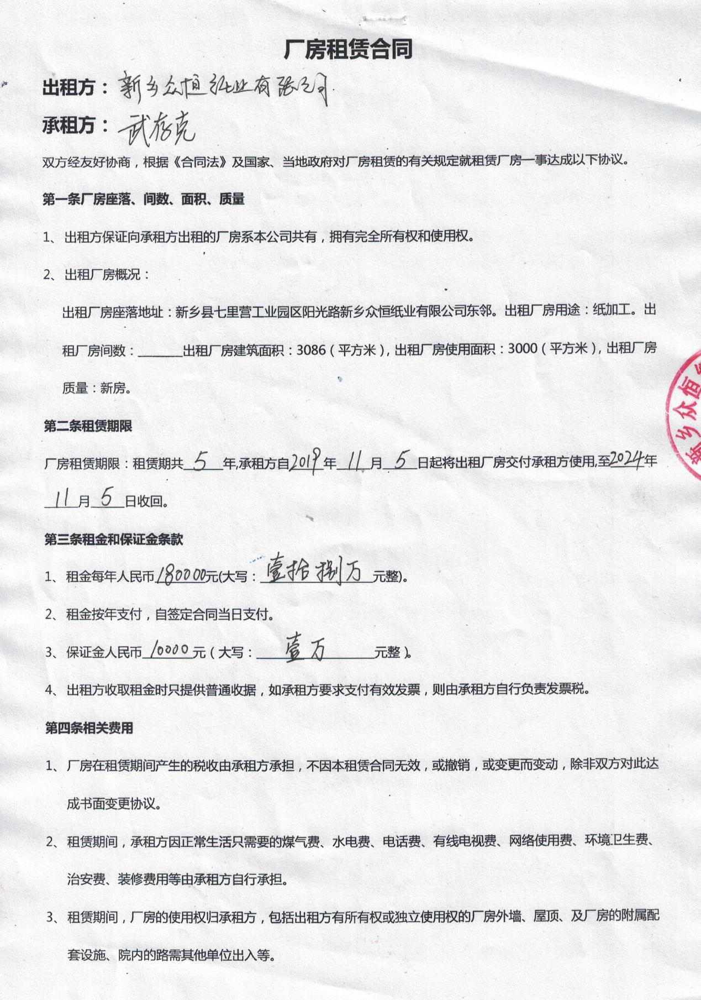 厂房租赁合同
出租方：新乡众恒纸业有限公司.
承租方：武存克
双方经友好协商，根据《合同法》及国家、当地政府对厂房租赁的有关规定就租赁厂房一事达成以下协议。
第一条厂房座落、间数、面积、质量
1、出租方保证向承租方出租的厂房系本公司共有，拥有完全所有权和使用权。
2、出租厂房概况：
出租厂房座落地址：新乡县七里营工业园区阳光路新乡众恒纸业有限公司东邻。出租厂房用途：纸加工。出
租厂房间数：______出租厂房建筑面积：3086（平方米），出租厂房使用面积：3000（平方米），出租厂房
质量：新房。
新乡众恒
第二条租赁期限
厂房租赁期限：租赁期共 5 年,承租方自2019年 11 月 5 日起将出租厂房交付承租方使用,至2024年
11 月 5 日收回。
第三条租金和保证金条款
1、租金每年人民币180000元(大写：壹拾捌万 元整)。
2、租金按年支付，自签定合同当日支付。
3、保证金人民币 10000 元（大写： 壹万 元整）。
4、出租方收取租金时只提供普通收据，如承租方要求支付有效发票，则由承租方自行负责发票税。
第四条相关费用
1、厂房在租赁期间产生的税收由承租方承担，不因本租赁合同无效，或撤销，或变更而变动，除非双方对此达
成书面变更协议。
2、租赁期间，承租方因正常生活只需要的煤气费、水电费、电话费、有线电视费、网络使用费、环境卫生费、
治安费、装修费用等由承租方自行承担。
3、租赁期间，厂房的使用权归承租方，包括出租方有所有权或独立使用权的厂房外墙、屋顶、及厂房的附属配
套设施、院内的路需其他单位出入等。